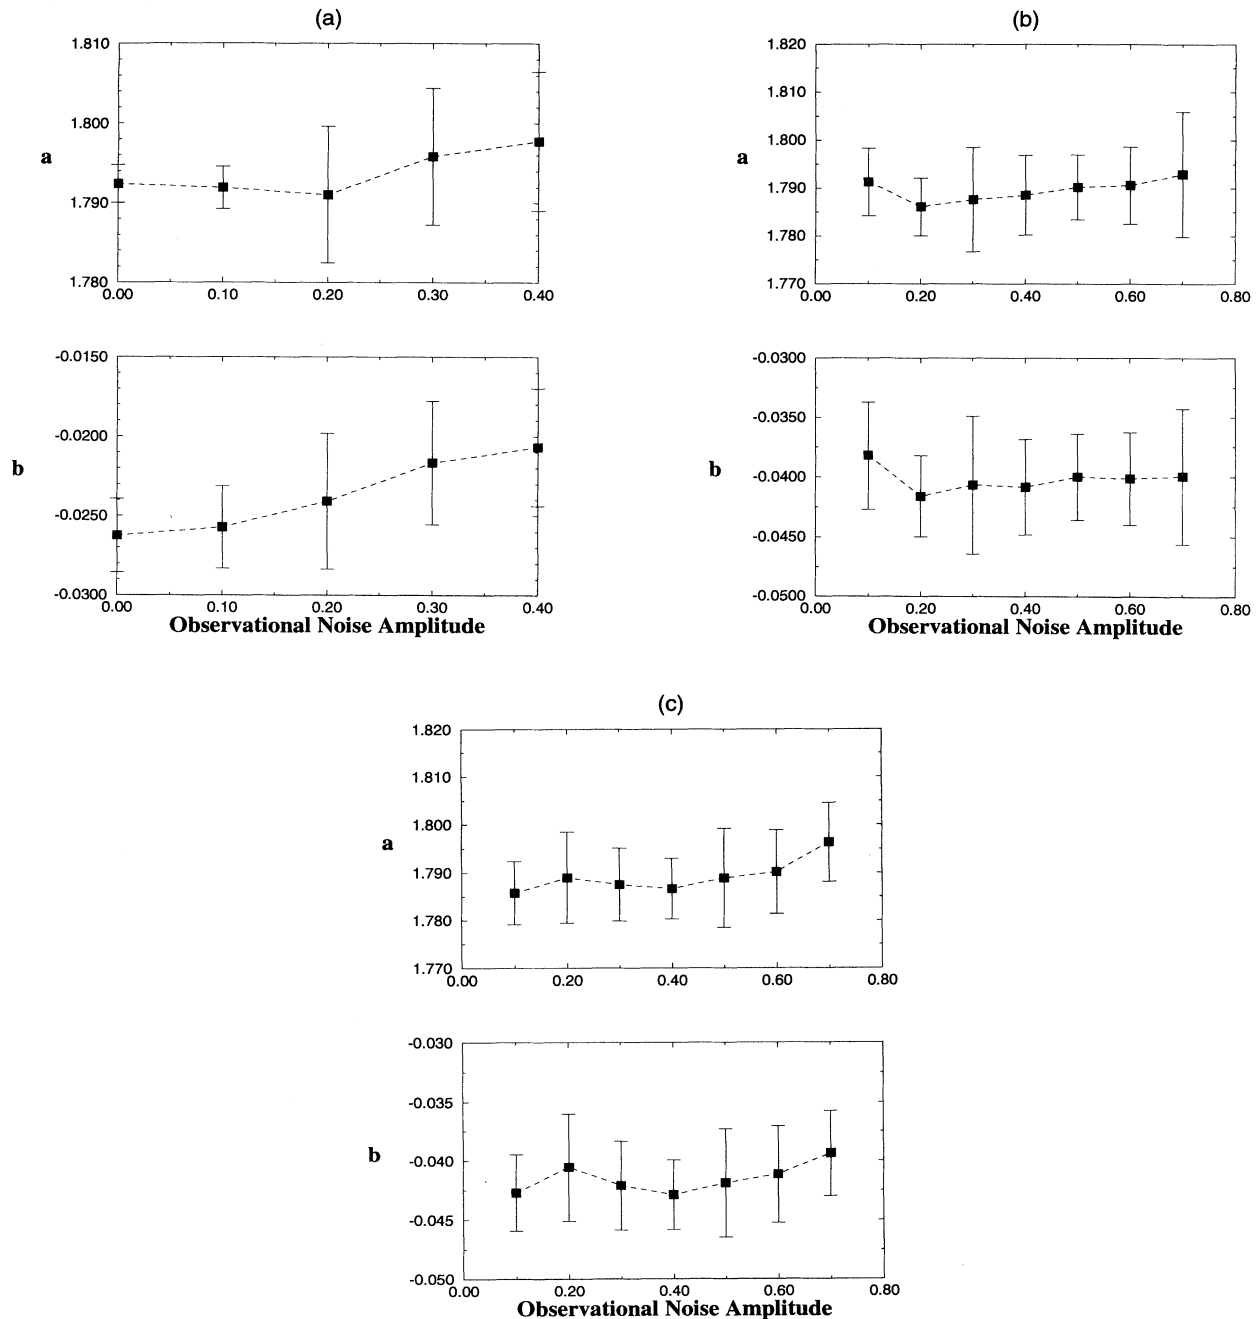 (a)
1.810
1.800
a
1.790
1.780
0.00 0.10 0.20 0.30 0.40
-0.0150
-0.0200
b
-0.0250
-0.0300
0.00 0.10 0.20 0.30 0.40
Observational Noise Amplitude
(b)
1.820
1.810
1.800
a
1.790
1.780
1.770
0.00 0.20 0.40 0.60 0.80
-0.0300
-0.0350
b
-0.0400
-0.0450
-0.0500
0.00 0.20 0.40 0.60 0.80
Observational Noise Amplitude
(c)
1.820
1.810
1.800
a
1.790
1.780
1.770
0.00 0.20 0.40 0.60 0.80
-0.030
-0.035
b
-0.040
-0.045
-0.050
0.00 0.20 0.40 0.60 0.80
Observational Noise Amplitude